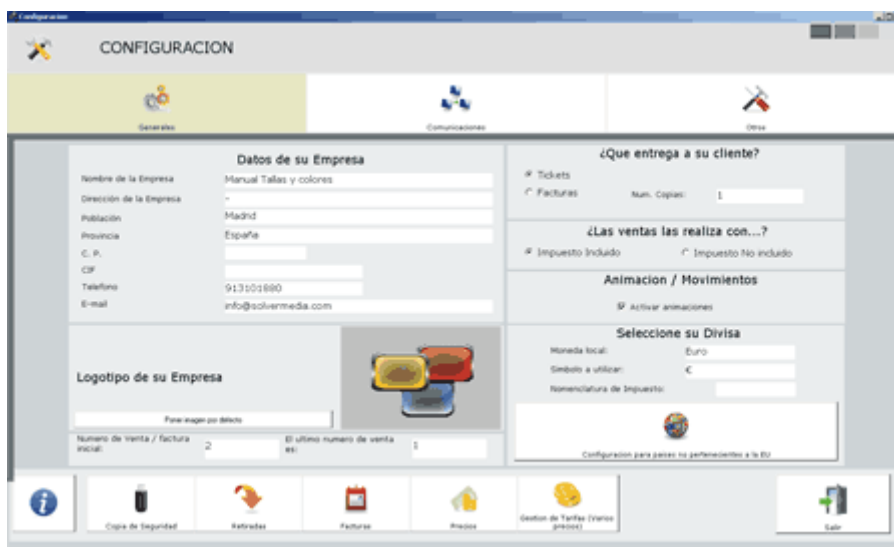 Configuracion
CONFIGURACION
Generales
Comunicaciones
Otros
Datos de su Empresa
Nombre de la Empresa Manual Tallas y colores
Dirección de la Empresa -
Población Madrid
Provincia España
C. P.
CIF
Telefono 913101880
E-mail info@solvermedia.com
Logotipo de su Empresa
Poner imagen por defecto
Numero de Venta / factura
inicial: 2
El ultimo numero de venta
es: 1
¿Que entrega a su cliente?
Tickets
Facturas Num. Copias: 1
¿Las ventas las realiza con...?
Impuesto Incluido Impuesto No incluido
Animacion / Movimientos
Activar animaciones
Seleccione su Divisa
Moneda local: Euro
Simbolo a utilizar: €
Nomenclatura de Impuesto:
Configuracion para paises no pertenecientes a la EU
Copia de Seguridad
Retiradas
Facturas
Precios
Gestion de Tarifas (Varios
precios)
Salir